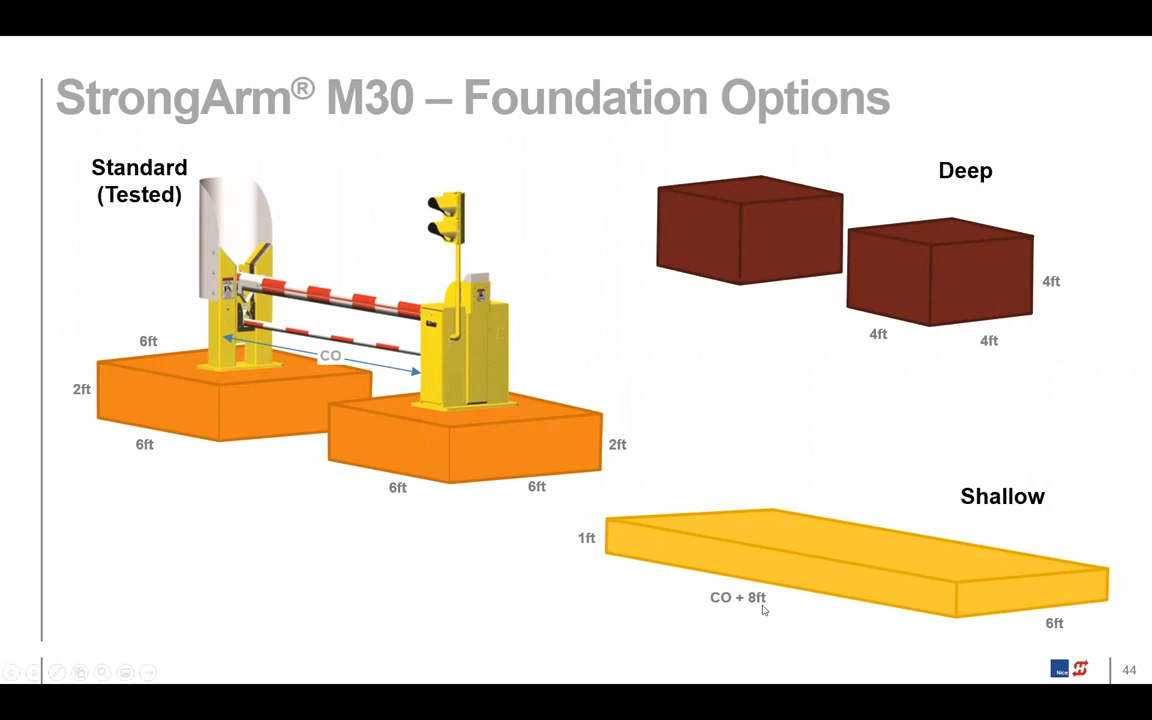 StrongArm® M30 – Foundation Options
Standard
(Tested)
Deep
4ft
4ft
4ft
6ft
CO
2ft
6ft
2ft
6ft
6ft
Shallow
1ft
CO + 8ft
6ft
Nice
44